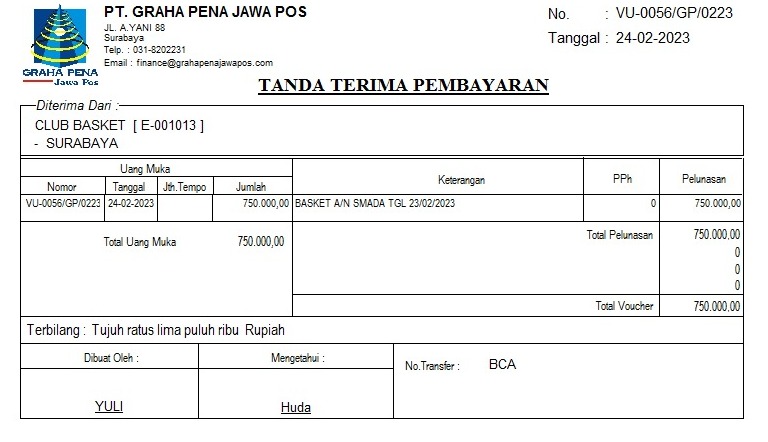 PT. GRAHA PENA JAWA POS
JL. A.YANI 88
Surabaya
Telp. : 031-8202231
Email : finance@grahapenajawapos.com
GRAHA PENA
Jawa Pos
No. : VU-0056/GP/0223
Tanggal : 24-02-2023
TANDA TERIMA PEMBAYARAN
Diterima Dari :
CLUB BASKET [ E-001013 ]
- SURABAYA
Uang Muka
Nomor Tanggal Jth.Tempo Jumlah Keterangan PPh Pelunasan
VU-0056/GP/0223 24-02-2023 750.000,00 BASKET A/N SMADA TGL 23/02/2023 0 750.000,00
Total Uang Muka 750.000,00 Total Pelunasan 750.000,00
0
0
0
Total Voucher 750.000,00
Terbilang : Tujuh ratus lima puluh ribu Rupiah
Dibuat Oleh : Mengetahui : No.Transfer : BCA
YULI Huda